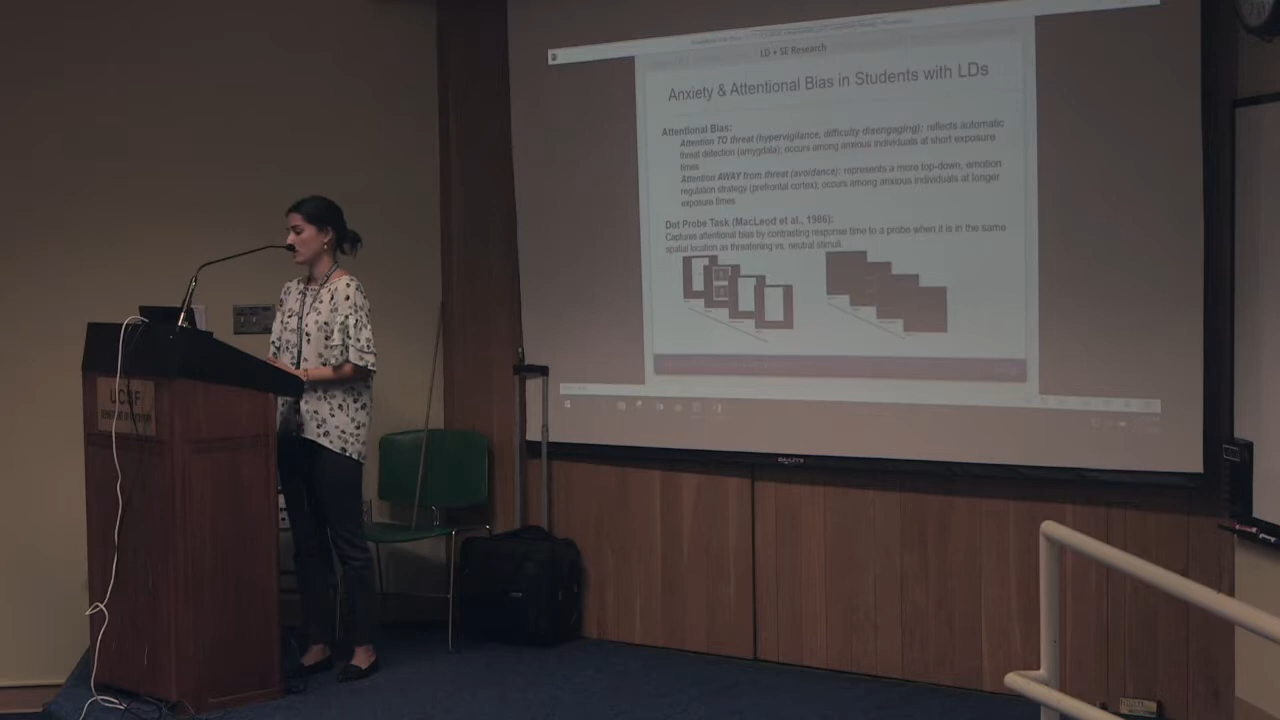 LD + SE Research
Anxiety & Attentional Bias in Students with LDs
Attentional Bias:
Attention TO threat (hypervigilance, difficulty disengaging): reflects automatic
threat detection (amygdala); occurs among anxious individuals at short exposure
times
Attention AWAY from threat (avoidance): represents a more top-down, emotion
regulation strategy (prefrontal cortex); occurs among anxious individuals at longer
exposure times
Dot Probe Task (MacLeod et al., 1986):
Captures attentional bias by contrasting response time to a probe when it is in the same
spatial location as threatening vs. neutral stimuli.
UCSF
DA-LITE